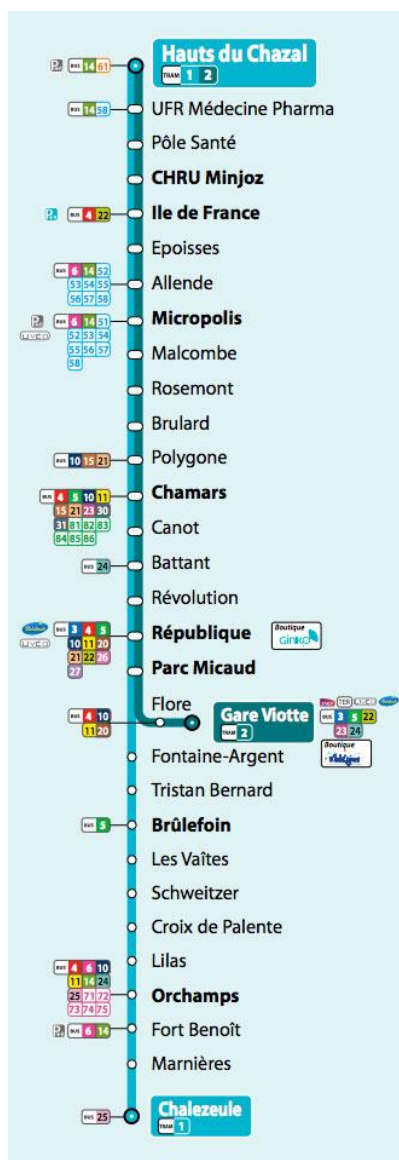 BUS 14 61
Hauts du Chazal
TRAM 1 2
BUS 14 58
UFR Médecine Pharma
Pôle Santé
CHRU Minjoz
BUS 4 22
Ile de France
Epoisses
BUS 6 14 52
53 54 55
56 57 58
Allende
BUS 6 14 51
52 53 54
55 56 57
58
Micropolis
LIVEO
Malcombe
Rosemont
Brulard
BUS 10 15 21
Polygone
BUS 4 5 10 11
15 21 23 30
31 81 82 83
84 85 86
Chamars
Canot
BUS 24
Battant
Révolution
BUS 3 4 5
10 11 20
21 22 26
27
LIVEO
République
Boutique
Ginko
Parc Micaud
Flore
BUS 4 10
11 20
Gare Viotte
TRAM 2
TER LIVEO
BUS 3 5 22
23 24
Boutique
Fontaine-Argent
Tristan Bernard
BUS 5
Brûlefoin
Les Vaîtes
Schweitzer
Croix de Palente
Lilas
BUS 4 6 10
11 14 24
25 71 72
73 74 75
Orchamps
BUS 6 14
Fort Benoît
Marnières
BUS 25
Chalezeule
TRAM 1